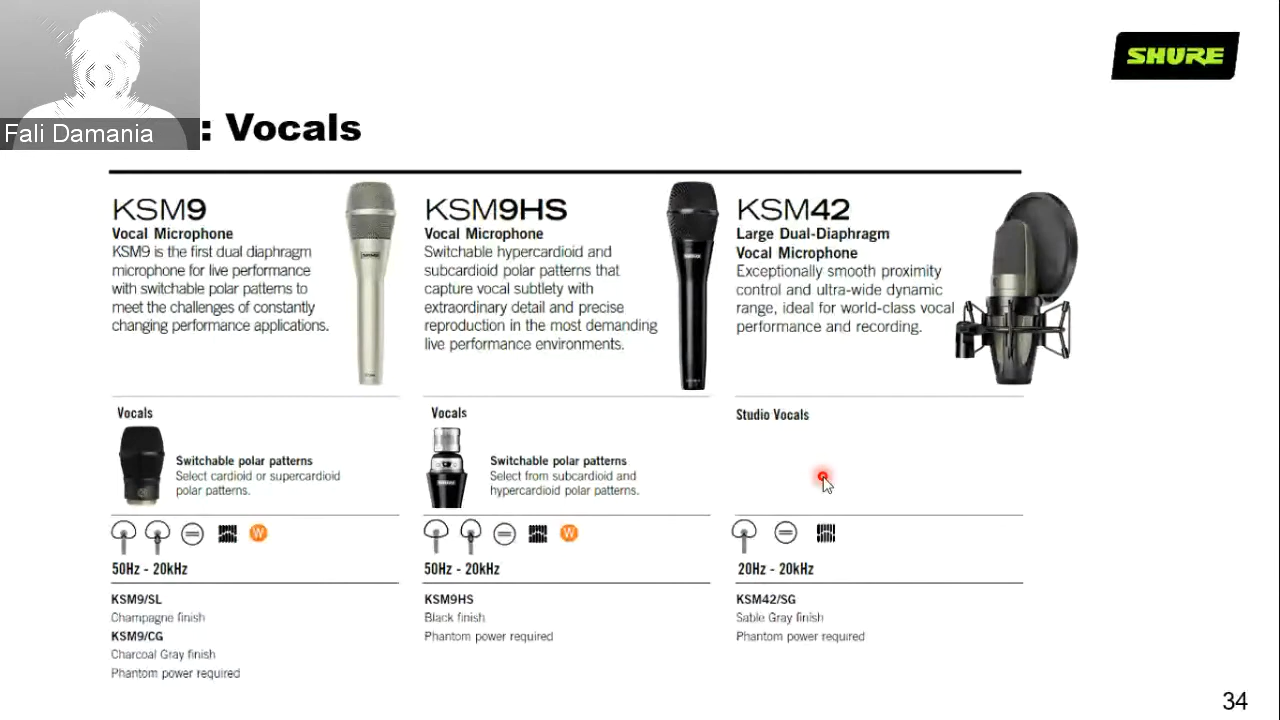 SHURE
Fali Damania
: Vocals
KSM9
Vocal Microphone
KSM9 is the first dual diaphragm
microphone for live performance
with switchable polar patterns to
meet the challenges of constantly
changing performance applications.
Vocals
Switchable polar patterns
Select cardioid or supercardioid
polar patterns.
W
50Hz - 20kHz
KSM9/SL
Champagne finish
KSM9/CG
Charcoal Gray finish
Phantom power required
KSM9HS
Vocal Microphone
Switchable hypercardioid and
subcardioid polar patterns that
capture vocal subtlety with
extraordinary detail and precise
reproduction in the most demanding
live performance environments.
Vocals
Switchable polar patterns
Select from subcardioid and
hypercardioid polar patterns.
W
50Hz - 20kHz
KSM9HS
Black finish
Phantom power required
KSM42
Large Dual-Diaphragm
Vocal Microphone
Exceptionally smooth proximity
control and ultra-wide dynamic
range, ideal for world-class vocal
performance and recording.
Studio Vocals
20Hz - 20kHz
KSM42/SG
Sable Gray finish
Phantom power required
34